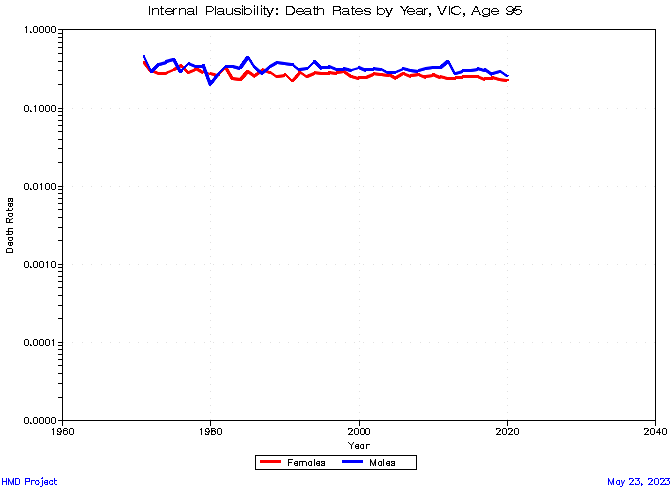 Internal Plausibility: Death Rates by Year, VIC, Age 95
1.0000
0.1000
0.0100
0.0010
0.0001
0.0000
Death Rates
1960 1980 2000 2020 2040
Year
Females Males
HMD Project
May 23, 2023